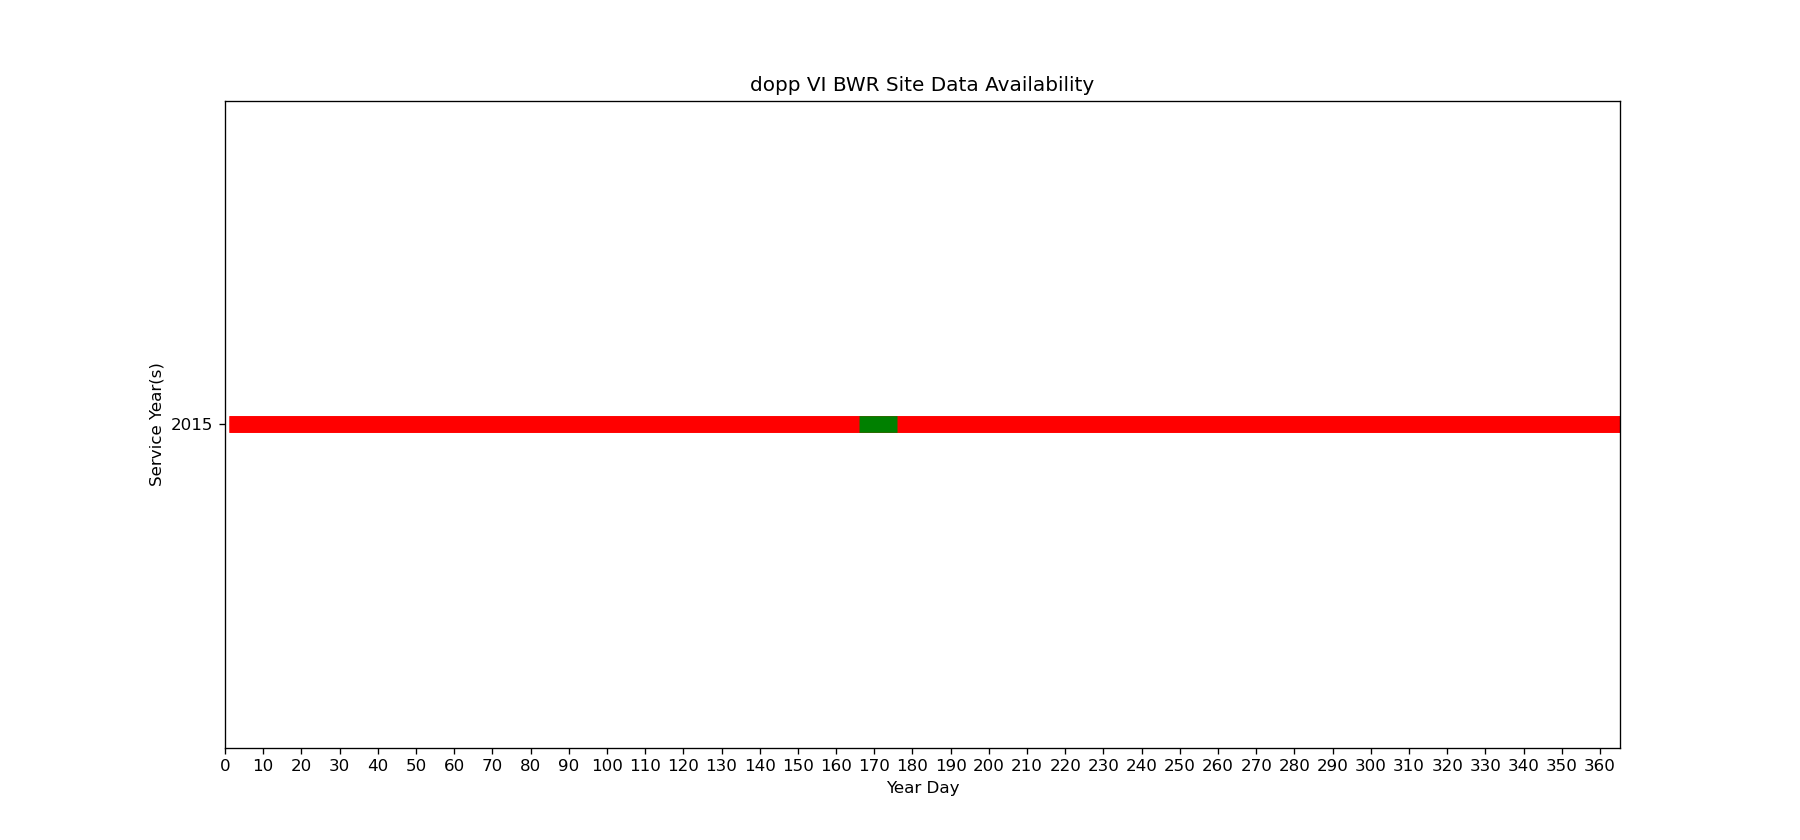 dopp VI BWR Site Data Availability
Service Year(s)
2015
0 10 20 30 40 50 60 70 80 90 100 110 120 130 140 150 160 170 180 190 200 210 220 230 240 250 260 270 280 290 300 310 320 330 340 350 360
Year Day